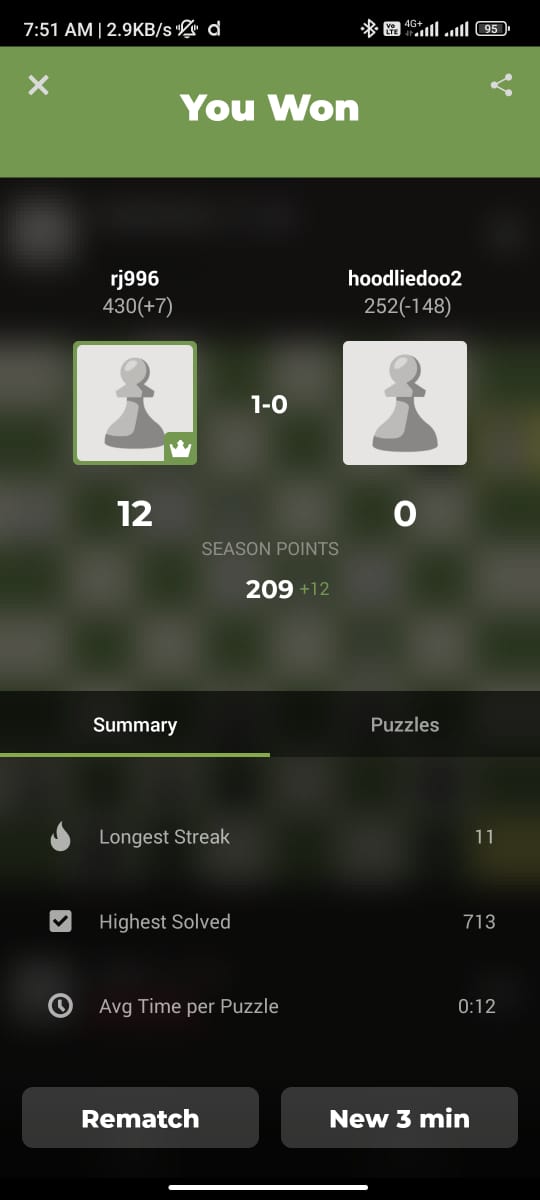 7:51 AM | 2.9KB/s d Vo LTE 4G+ 95
You Won
rj996 hoodliedoo2
430(+7) 252(-148)
1-0
12 0
SEASON POINTS
209 +12
Summary Puzzles
Longest Streak 11
Highest Solved 713
Avg Time per Puzzle 0:12
Rematch New 3 min